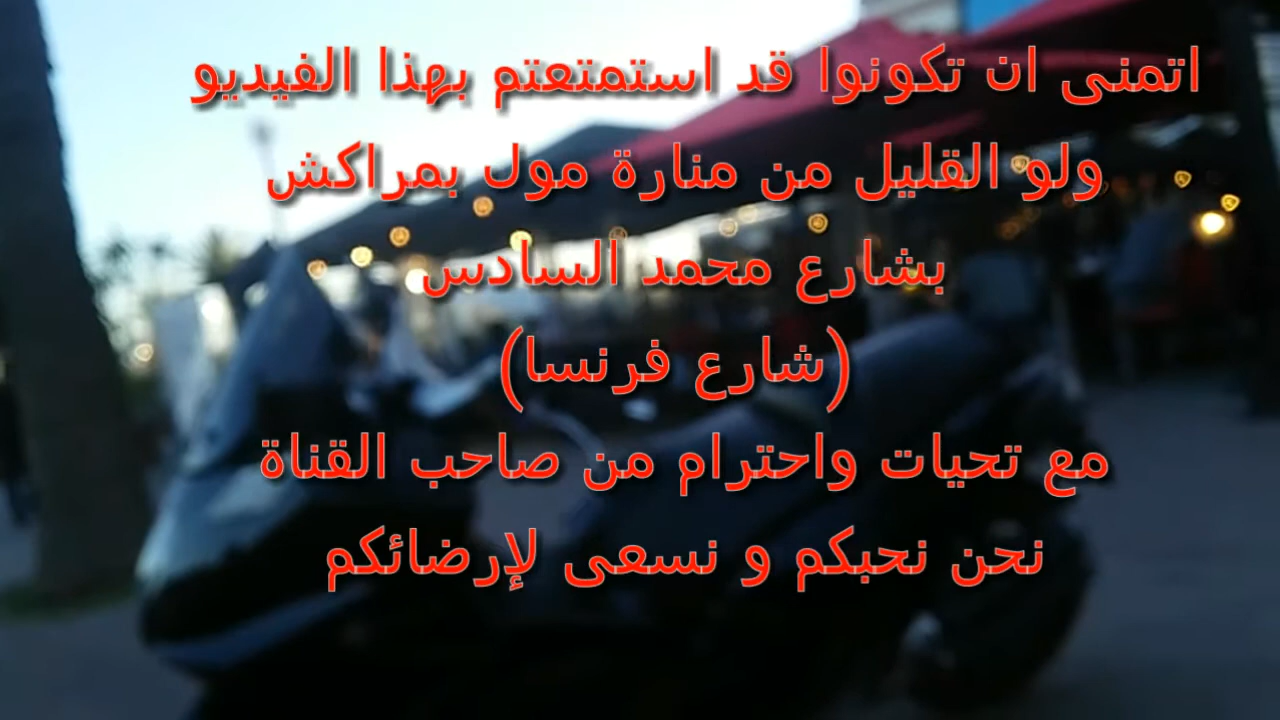 اتمنى ان تكونوا قد استمتعتم بهذا الفيديو
ولو القليل من منارة مول بمراكش
بشارع محمد السادس
(شارع فرنسا)
مع تحيات واحترام من صاحب القناة
نحن نحبكم و نسعى لإرضائكم